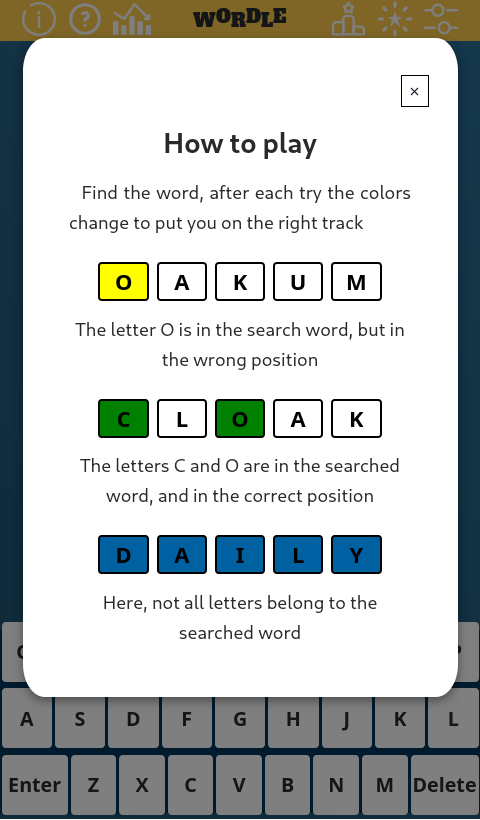 WORDLE
×
How to play
Find the word, after each try the colors
change to put you on the right track
O A K U M
The letter O is in the search word, but in
the wrong position
C L O A K
The letters C and O are in the searched
word, and in the correct position
D A I L Y
Here, not all letters belong to the
searched word
A S D F G H J K L
Enter Z X C V B N M Delete